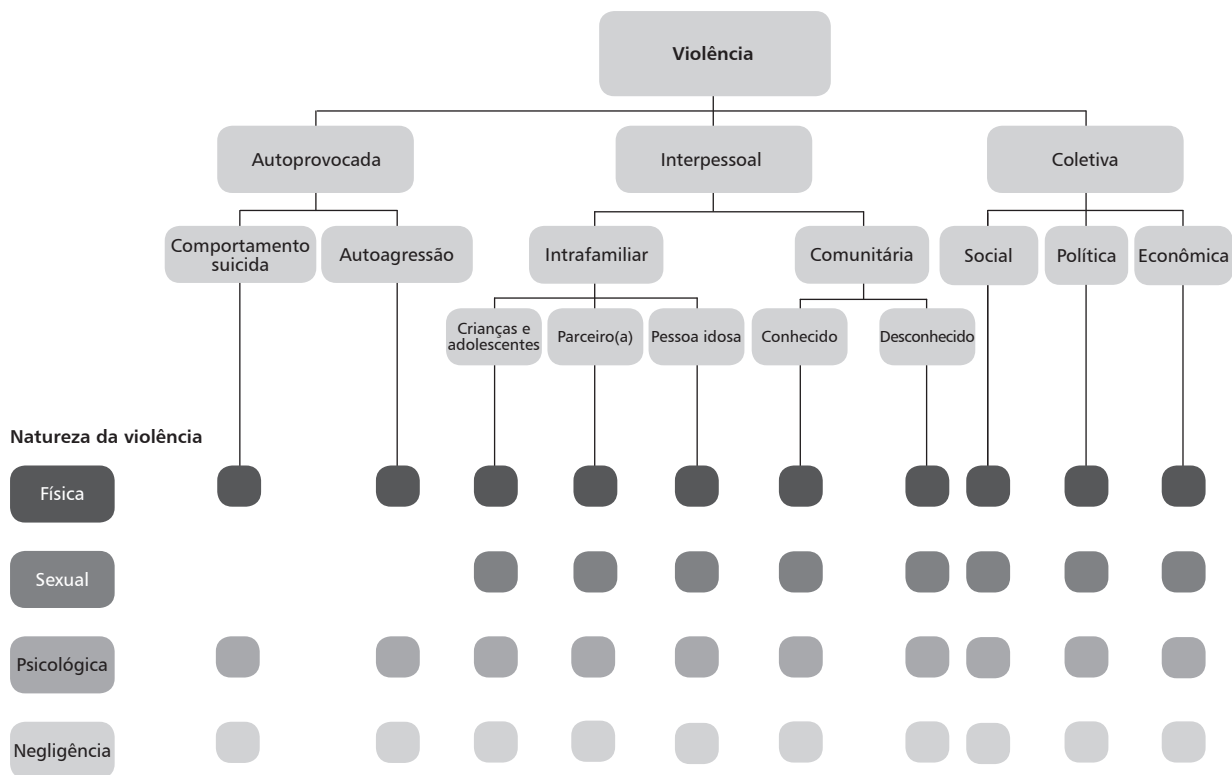 Violência
Autoprovocada
Interpessoal
Coletiva
Comportamento
suicida
Autoagressão
Intrafamiliar
Comunitária
Social
Política
Econômica
Crianças e
adolescentes
Parceiro(a)
Pessoa idosa
Conhecido
Desconhecido
Natureza da violência
Física
Sexual
Psicológica
Negligência